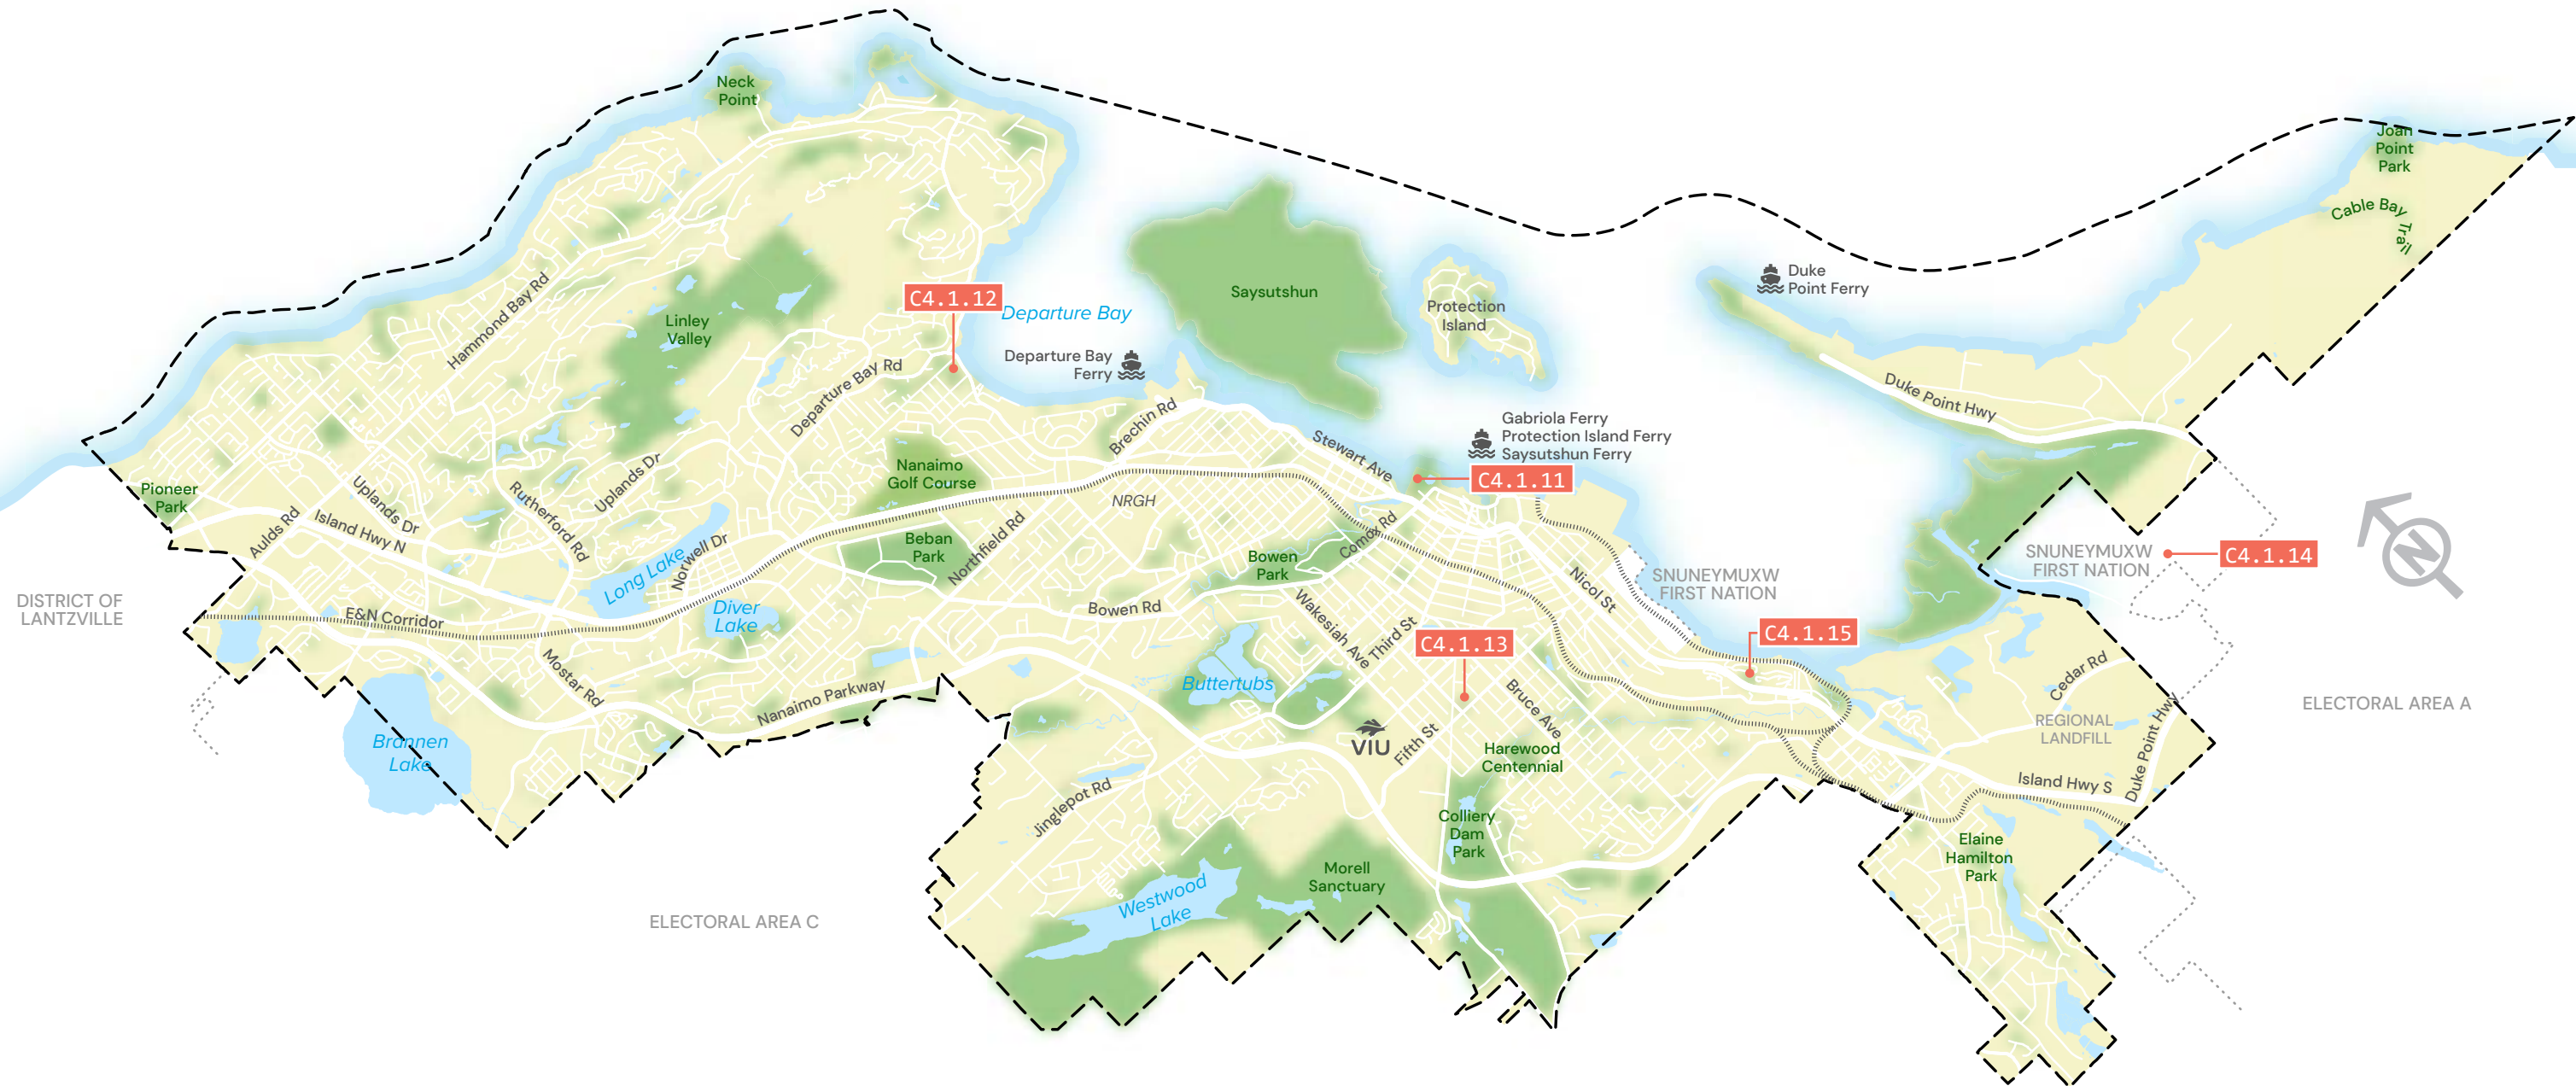 Neck
Point
Joan
Point
Park
Cable Bay
Trail
Duke
Point Ferry
Saysutshun
Protection
Island
C4.1.12
Departure Bay
Linley
Valley
Hammond Bay Rd
Departure Bay
Ferry
Departure Bay Rd
Duke Point Hwy
Brechin Rd
Gabriola Ferry
Protection Island Ferry
Saysutshun Ferry
Stewart Ave
C4.1.11
Nanaimo
Golf Course
NRGH
Pioneer
Park
Uplands Dr
Uplands Dr
Rutherford Rd
Aulds Rd
Island Hwy N
Long Lake
Norwell Dr
Beban
Park
Northfield Rd
Bowen
Park
Comox Rd
SNUNEYMUXW
FIRST NATION
C4.1.14
N
DISTRICT OF
LANTZVILLE
E&N Corridor
Diver
Lake
Bowen Rd
Wakesiah Ave
Third St
Nicol St
SNUNEYMUXW
FIRST NATION
C4.1.13
C4.1.15
Mostar Rd
Nanaimo Parkway
Buttertubs
VIU
Fifth St
Bruce Ave
Cedar Rd
ELECTORAL AREA A
REGIONAL
LANDFILL
Duke Point Hwy
Brannen
Lake
Harewood
Centennial
Jinglepot Rd
Island Hwy S
Colliery
Dam
Park
Elaine
Hamilton
Park
Morell
Sanctuary
Westwood
Lake
ELECTORAL AREA C